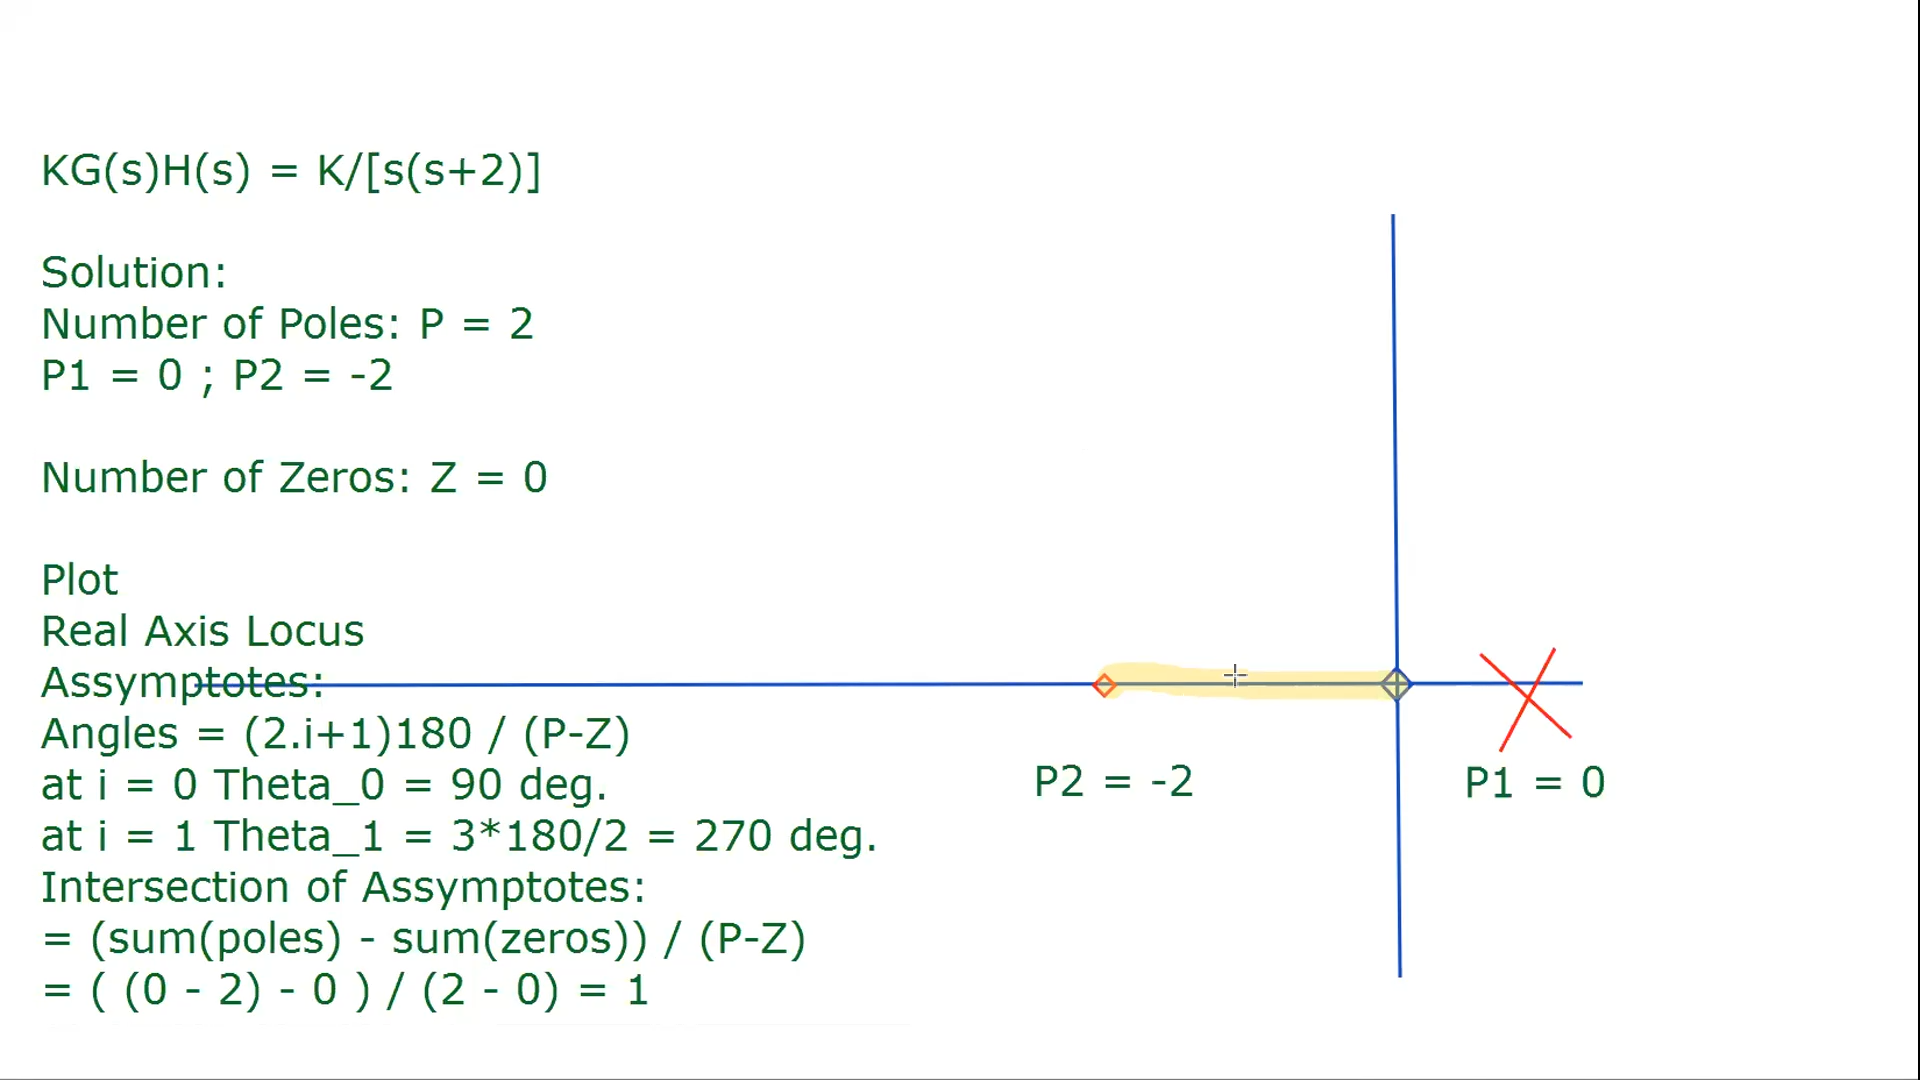 KG(s)H(s) = K/[s(s+2)]
Solution:
Number of Poles: P = 2
P1 = 0 ; P2 = -2
Number of Zeros: Z = 0
Plot
Real Axis Locus
Assymptotes:
Angles = (2.i+1)180 / (P-Z)
at i = 0 Theta_0 = 90 deg.
at i = 1 Theta_1 = 3*180/2 = 270 deg.
Intersection of Assymptotes:
= (sum(poles) - sum(zeros)) / (P-Z)
= ( (0 - 2) - 0 ) / (2 - 0) = 1
P2 = -2
P1 = 0